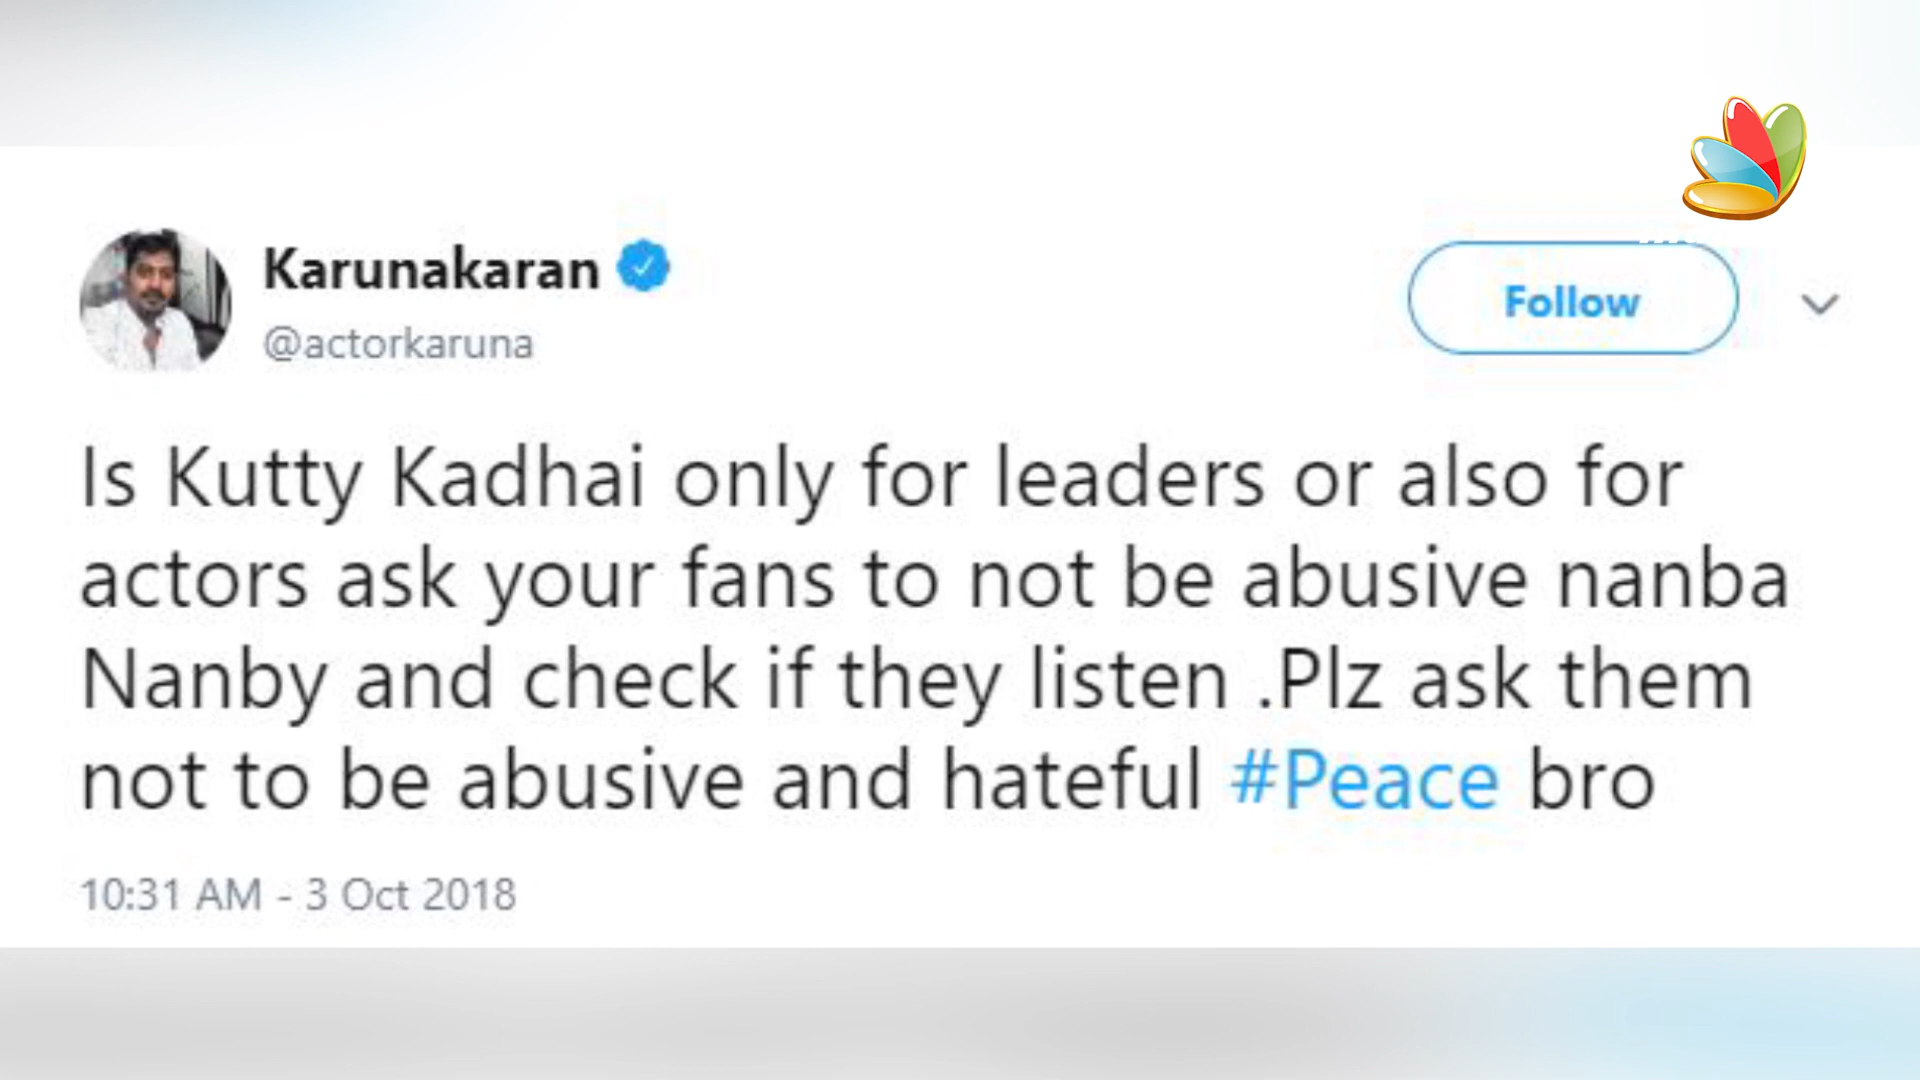 Karunakaran
@actorkaruna
Follow
Is Kutty Kadhai only for leaders or also for
actors ask your fans to not be abusive nanba
Nanby and check if they listen .Plz ask them
not to be abusive and hateful #Peace bro
10:31 AM - 3 Oct 2018